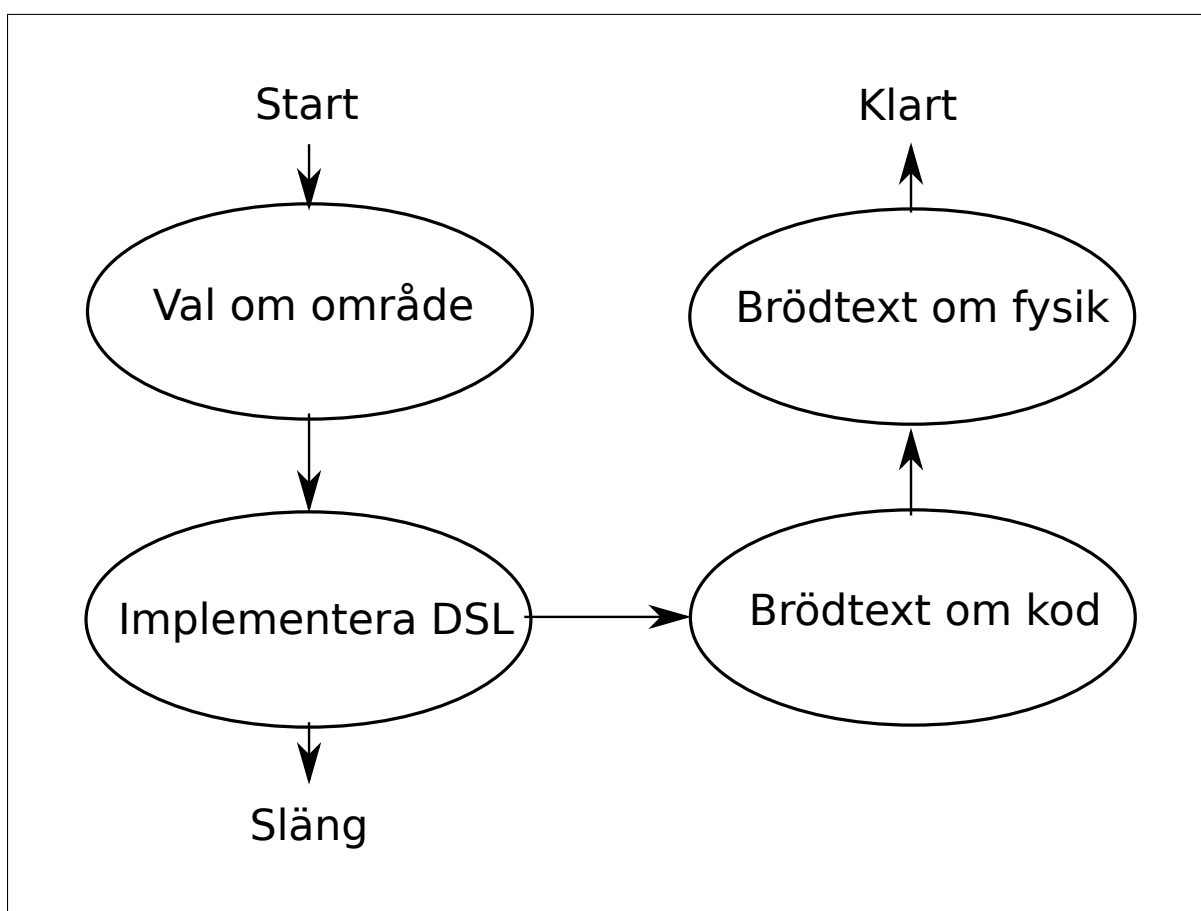 Start
Val om område
Implementera DSL
Släng
Brödtext om kod
Brödtext om fysik
Klart